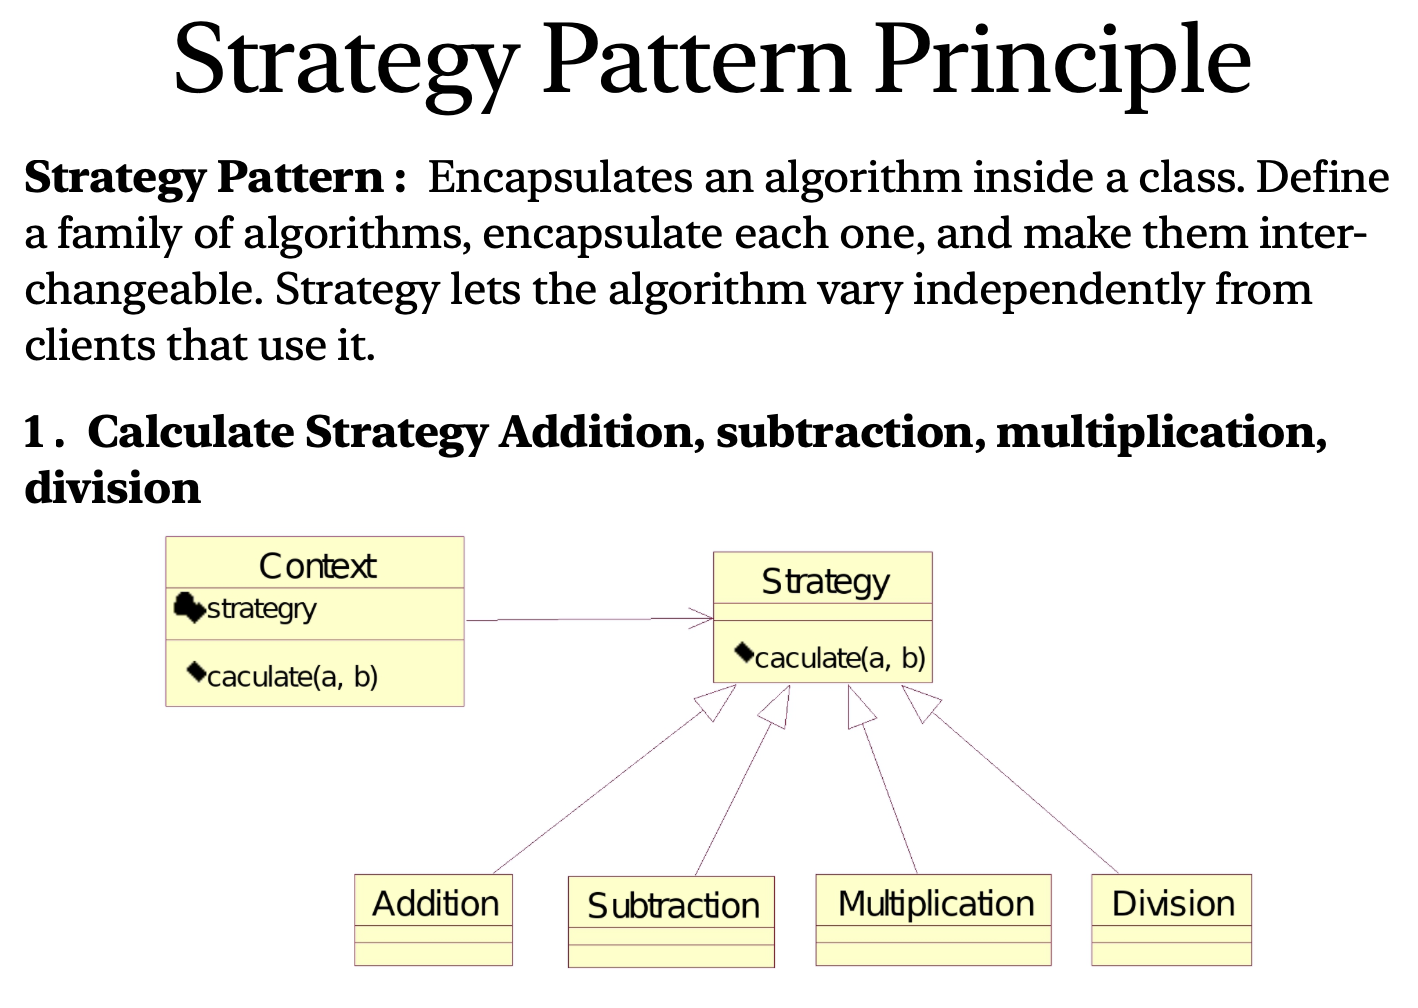 Strategy Pattern Principle
Strategy Pattern : Encapsulates an algorithm inside a class. Define
a family of algorithms, encapsulate each one, and make them inter-
changeable. Strategy lets the algorithm vary independently from
clients that use it.
1 . Calculate Strategy Addition, subtraction, multiplication,
division
Context
strategry
caculate(a, b)
Strategy
caculate(a, b)
Addition
Subtraction
Multiplication
Division